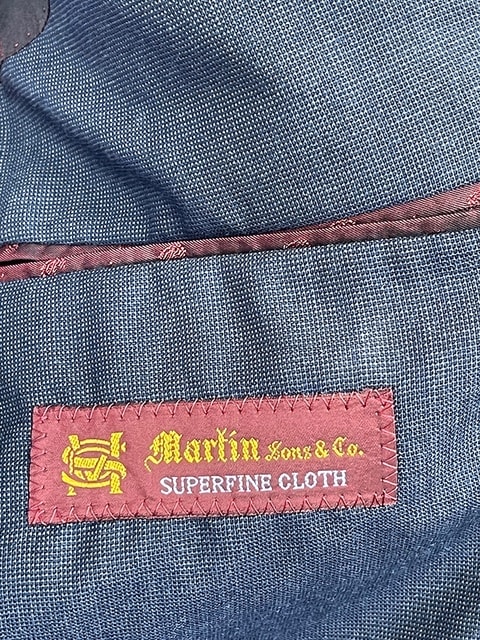 Martin Sons & Co.
SUPERFINE CLOTH